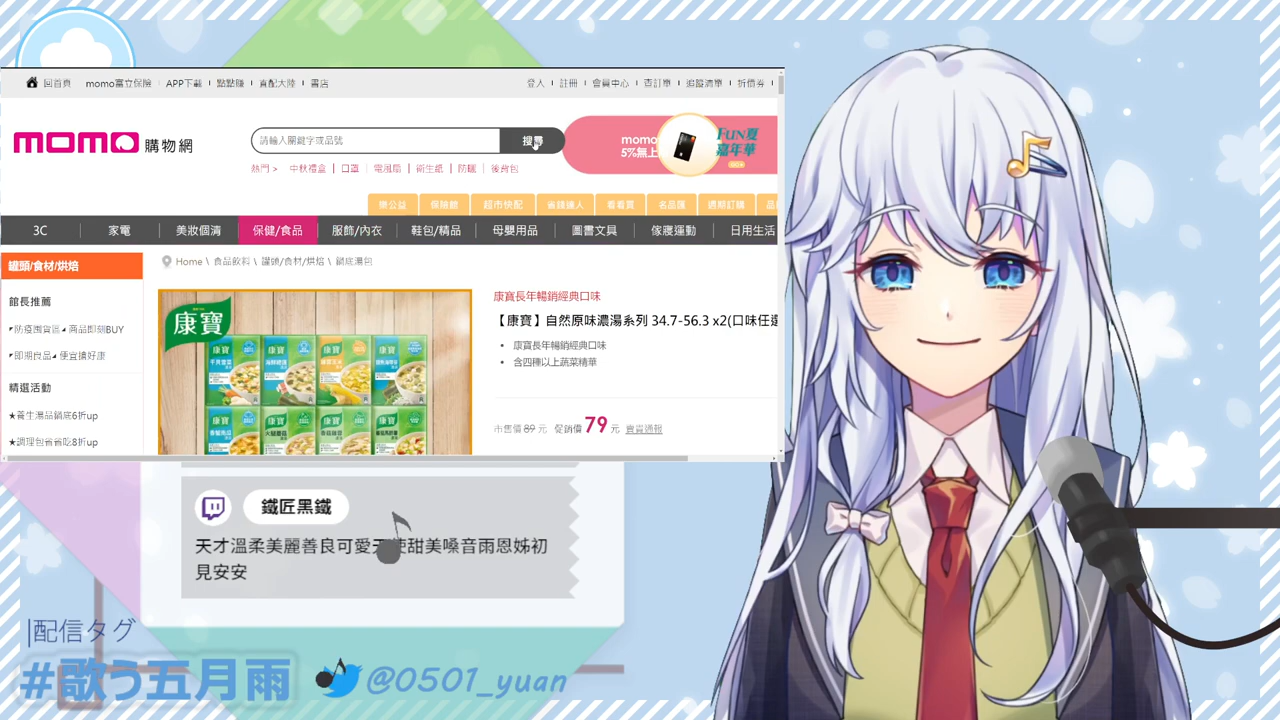 回首頁 momo富立保險 APP下載 點點賺 直配大陸 書店
登入 註冊 會員中心 查訂單 追蹤清單 折價券
momo購物網
請輸入關鍵字或品號
搜尋
momo
5%無上
FUN夏
嘉年華
熱門 > 中秋禮盒 口罩 電風扇 衛生紙 防曬 後背包
樂公益 保險館 超市快配 省錢達人 看看買 名品匯 週期訂購
3C 家電 美妝個清 保健/食品 服飾/內衣 鞋包/精品 母嬰用品 圖書文具 傢寢運動 日用生活
罐頭/食材/烘焙
Home \ 食品飲料 \ 罐頭/食材/烘焙 \ 鍋底湯包
館長推薦
防疫囤貨區 商品即刻BUY
即期良品 便宜搶好康
精選活動
★養生湯品鍋底6折up
★調理包省省吃8折up
康寶
康寶長年暢銷經典口味
【康寶】自然原味濃湯系列 34.7-56.3 x2(口味任選
• 康寶長年暢銷經典口味
• 含四種以上蔬菜精華
市售價 89 元 促銷價 79 元 賣貴通報
鐵匠黑鐵
天才溫柔美麗善良可愛天使甜美嗓音雨恩姊初
見安安
|配信タグ
#歌う五月雨
@0501_yuan